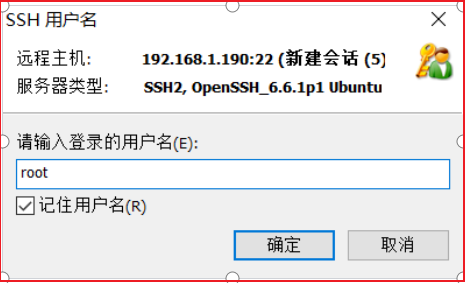 SSH 用户名
远程主机: 192.168.1.190:22 (新建会话 (5)
服务器类型: SSH2, OpenSSH_6.6.1p1 Ubuntu
请输入登录的用户名(E):
root
记住用户名(R)
确定 取消